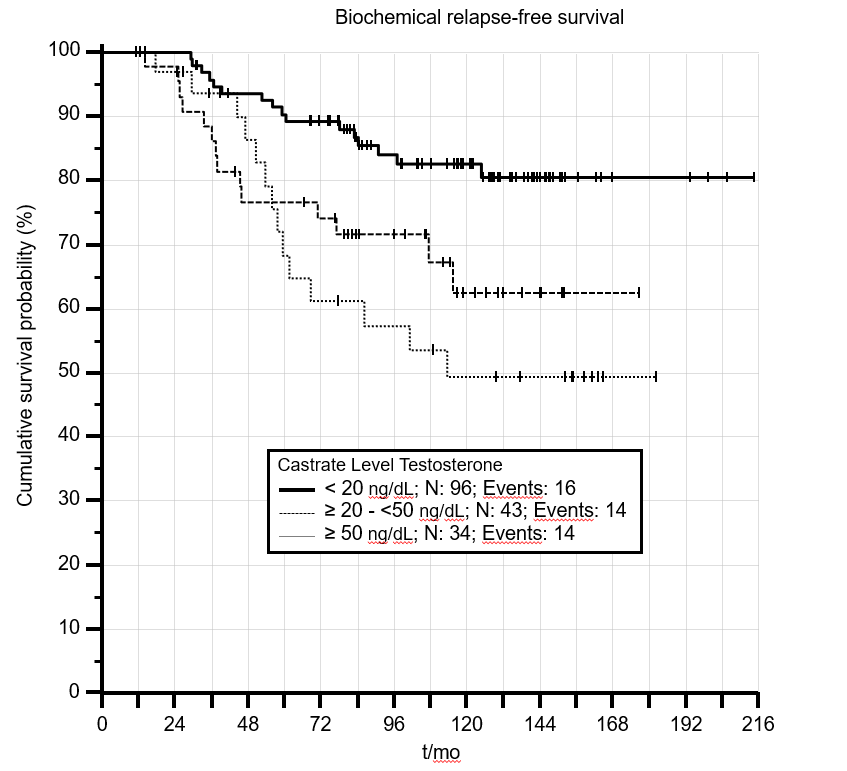 Biochemical relapse-free survival
100
90
80
70
60
50
40
30
20
10
0
Cumulative survival probability (%)
Castrate Level Testosterone
< 20 ng/dL; N: 96; Events: 16
≥ 20 - <50 ng/dL; N: 43; Events: 14
≥ 50 ng/dL; N: 34; Events: 14
0 24 48 72 96 120 144 168 192 216
t/mo